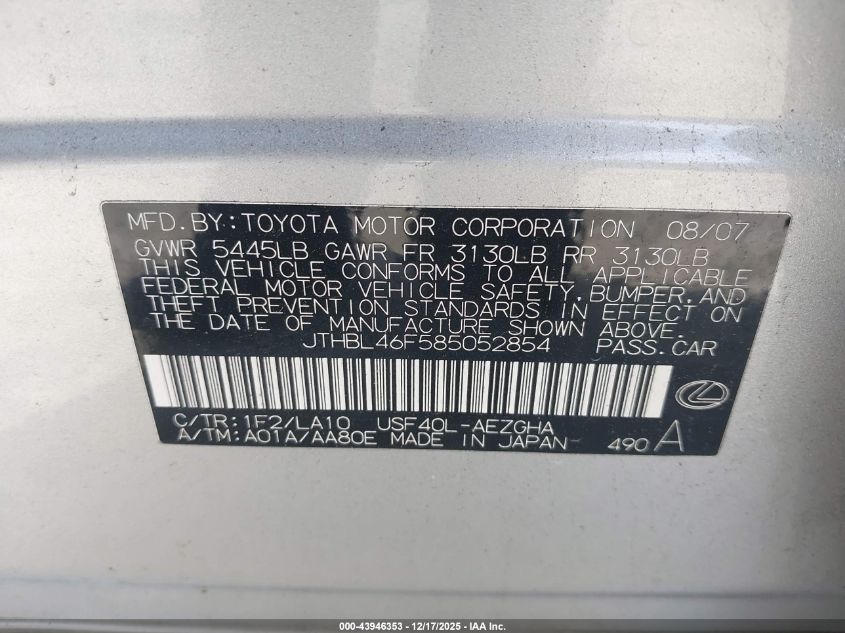 MFD.BY:TOYOTA MOTOR CORPORATION 08/07
GVWR 5445LB GAWR FR 3130LB RR 3130LB
THIS VEHICLE CONFORMS TO ALL APPLICABLE
FEDERAL MOTOR VEHICLE SAFETY,BUMPER,AND
THEFT PREVENTION STANDARDS IN EFFECT ON
THE DATE OF MANUFACTURE SHOWN ABOVE.
JTHBL46F585052854 PASS.CAR
C/TR:1F2/LA10 USF40L-AEZGHA
A/TM:A01A/AA80E MADE IN JAPAN 490 A
000-43946353 - 12/17/2025 - IAA Inc.